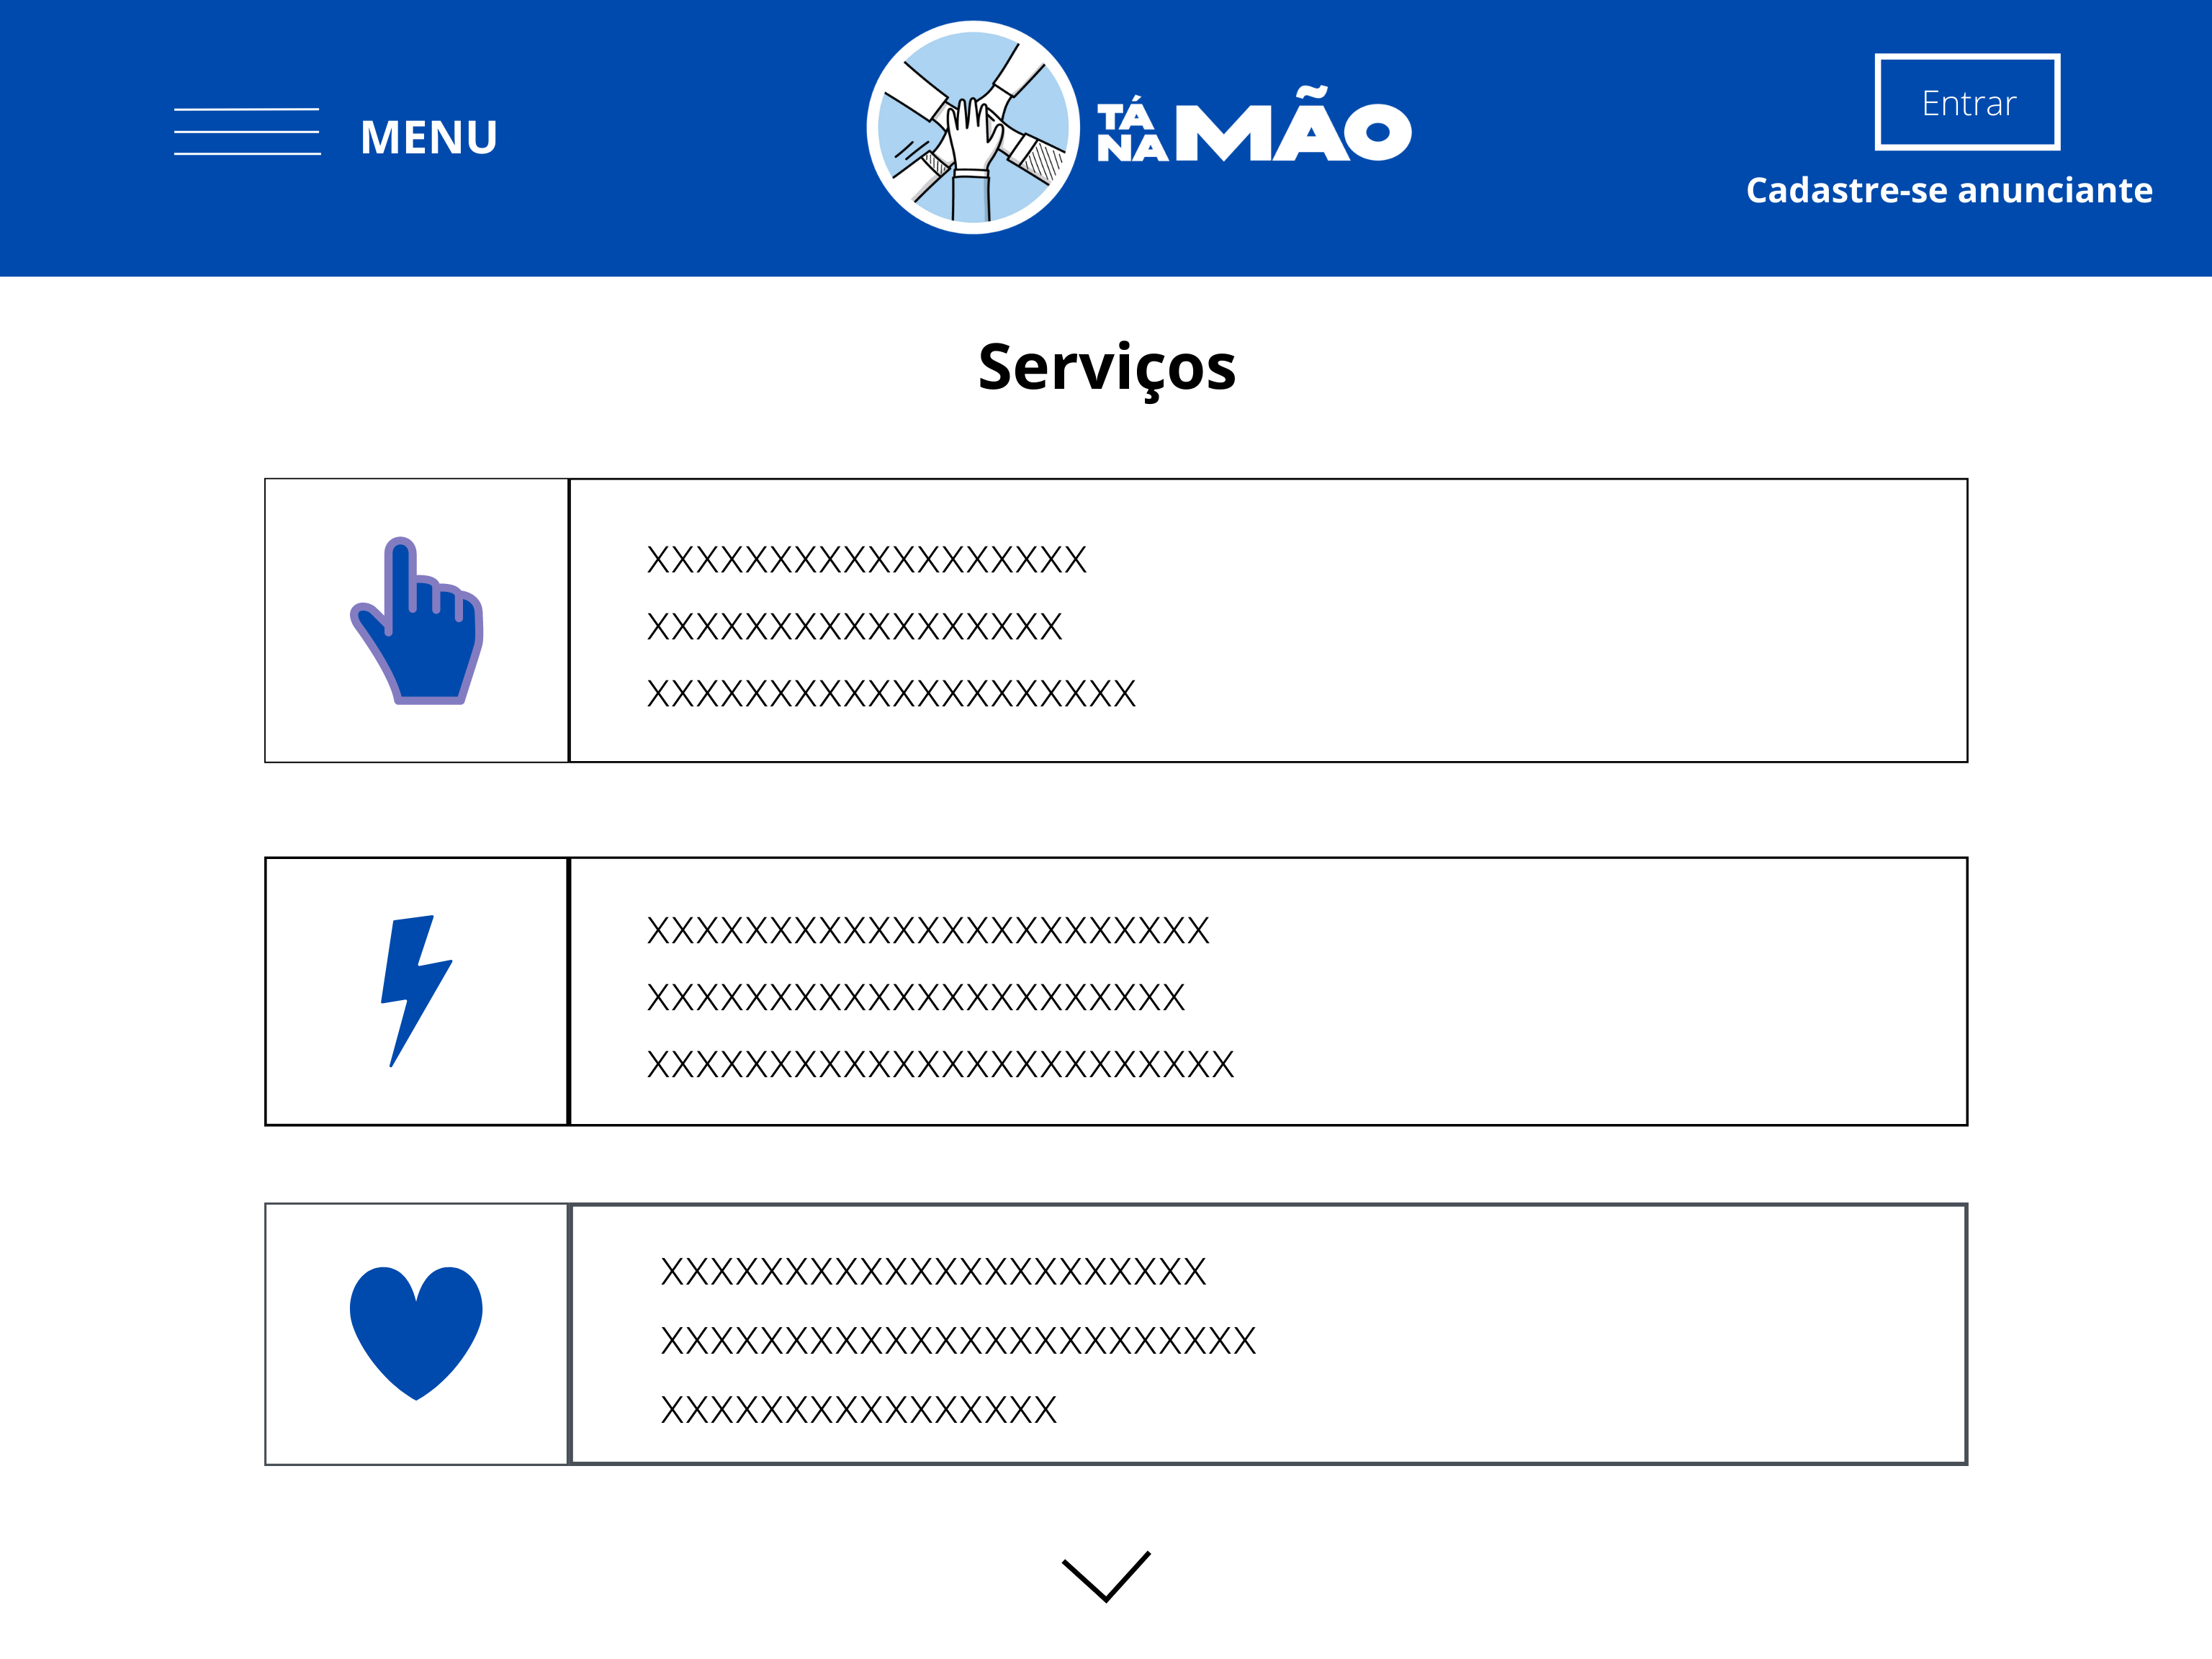 MENU
TÁ
NA MÃO
Entrar
Cadastre-se anunciante
Serviços
XXXXXXXXXXXXXXXXXX
XXXXXXXXXXXXXXXXX
XXXXXXXXXXXXXXXXXXXX
XXXXXXXXXXXXXXXXXXXXXXX
XXXXXXXXXXXXXXXXXXXXXX
XXXXXXXXXXXXXXXXXXXXXXXX
XXXXXXXXXXXXXXXXXXXXXX
XXXXXXXXXXXXXXXXXXXXXXXX
XXXXXXXXXXXXXXXX